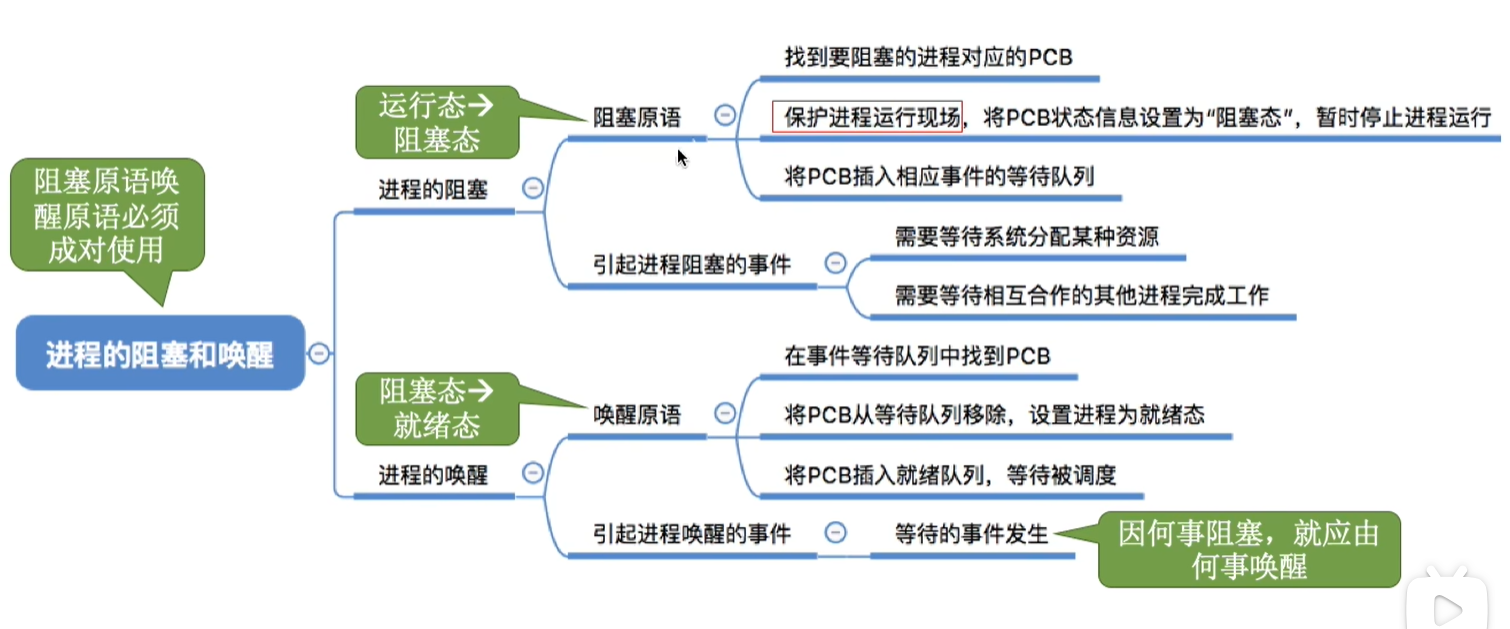 找到要阻塞的进程对应的PCB
运行态→
阻塞态
阻塞原语
保护进程运行现场，将PCB状态信息设置为“阻塞态”，暂时停止进程运行
将PCB插入相应事件的等待队列
进程的阻塞
阻塞原语唤
醒原语必须
成对使用
引起进程阻塞的事件
需要等待系统分配某种资源
需要等待相互合作的其他进程完成工作
进程的阻塞和唤醒
在事件等待队列中找到PCB
阻塞态→
就绪态
唤醒原语
将PCB从等待队列移除，设置进程为就绪态
将PCB插入就绪队列，等待被调度
进程的唤醒
引起进程唤醒的事件
等待的事件发生
因何事阻塞，就应由
何事唤醒